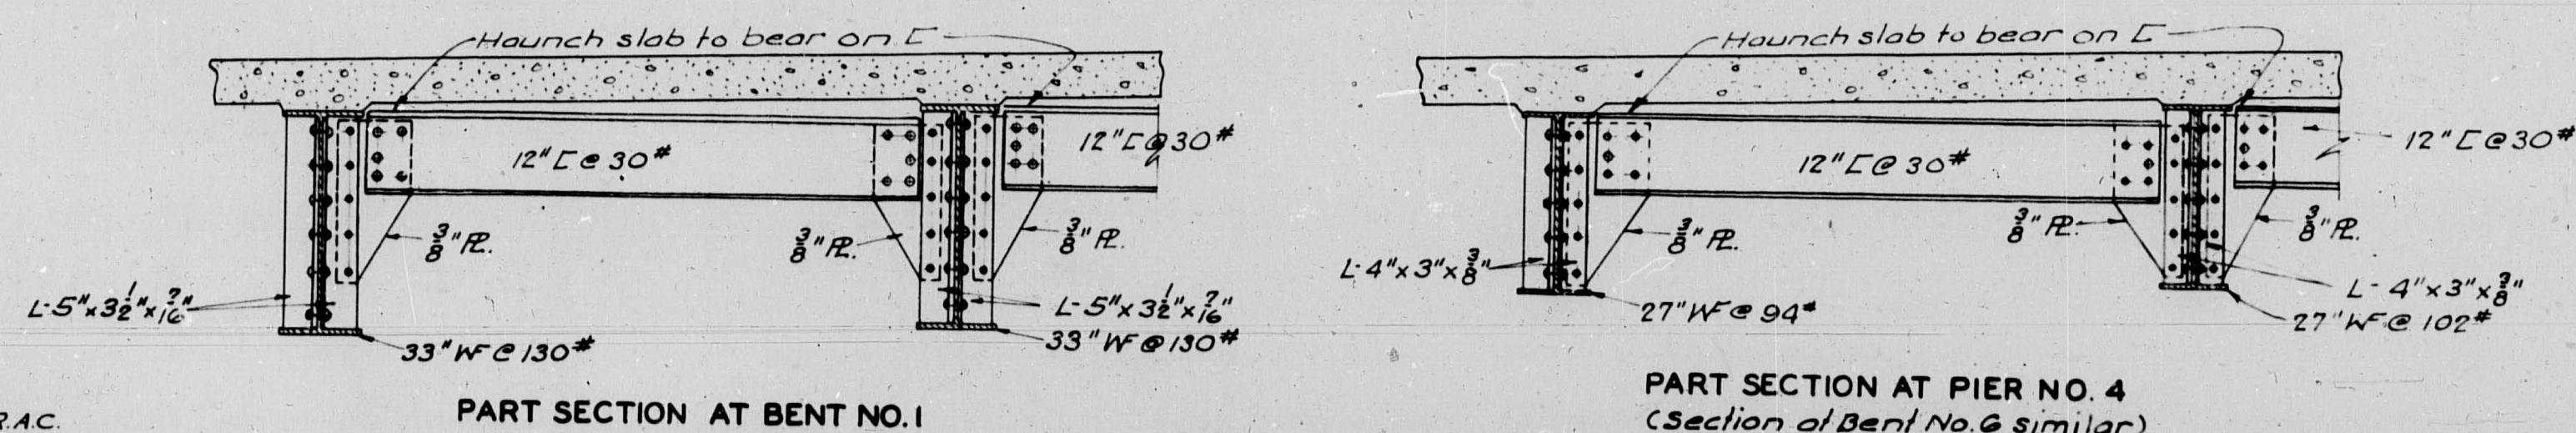 Haunch slab to bear on [
12" [ @ 30#
12" [ @ 30#
3/8" PL.
3/8" PL.
3/8" PL.
L-5"x3 1/2"x7/16"
L-5"x3 1/2"x7/16"
33" WF @ 130#
33" WF @ 130#
PART SECTION AT BENT NO. 1
R.A.C.
Haunch slab to bear on [
12" [ @ 30#
12" [ @ 30#
3/8" PL.
3/8" PL.
3/8" PL.
L-4"x3"x3/8"
L-4"x3"x3/8"
27" WF @ 94#
27" WF @ 102#
PART SECTION AT PIER NO. 4
(Section at Bent No. 6 similar)